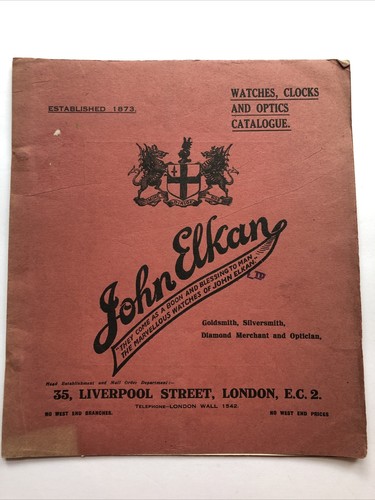 ESTABLISHED 1873.
WATCHES, CLOCKS
AND OPTICS
CATALOGUE.
John Elkan
"THEY COME AS A BOON AND BLESSING TO MAN
THE MARVELLOUS WATCHES OF JOHN ELKAN."
LTD
Goldsmith, Silversmith,
Diamond Merchant and Optician,
Head Establishment and Mail Order Department:—
35, LIVERPOOL STREET, LONDON, E.C. 2.
TELEPHONE—LONDON WALL 1542.
NO WEST END BRANCHES.
NO WEST END PRICES